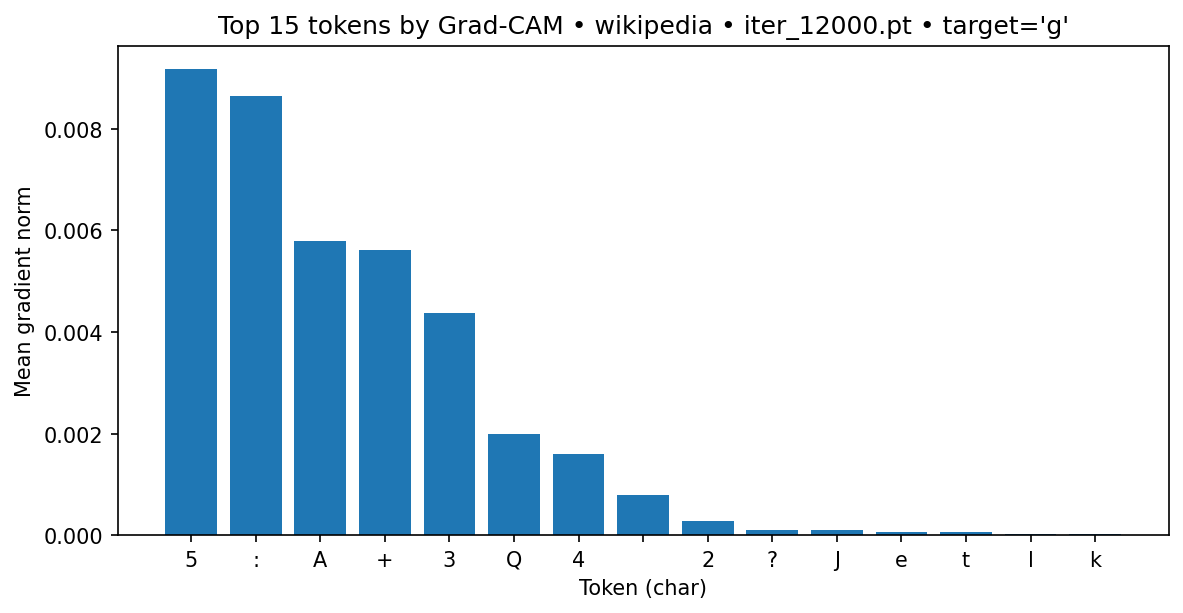 Top 15 tokens by Grad-CAM • wikipedia • iter_12000.pt • target='g'
0.008
0.006
0.004
0.002
0.000
Mean gradient norm
5 : A + 3 Q 4 2 ? J e t l k
Token (char)